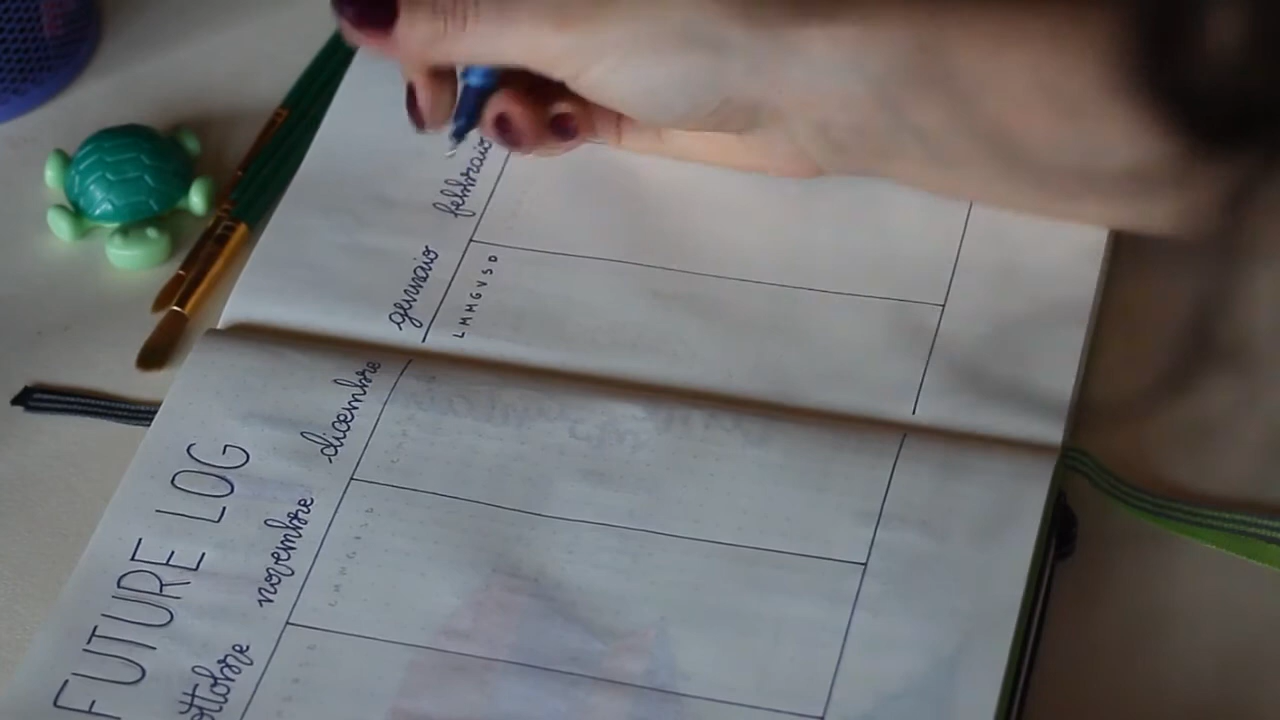 FUTURE LOG
ottobre
novembre
dicembre
gennaio
febbraio
L M M G V S D